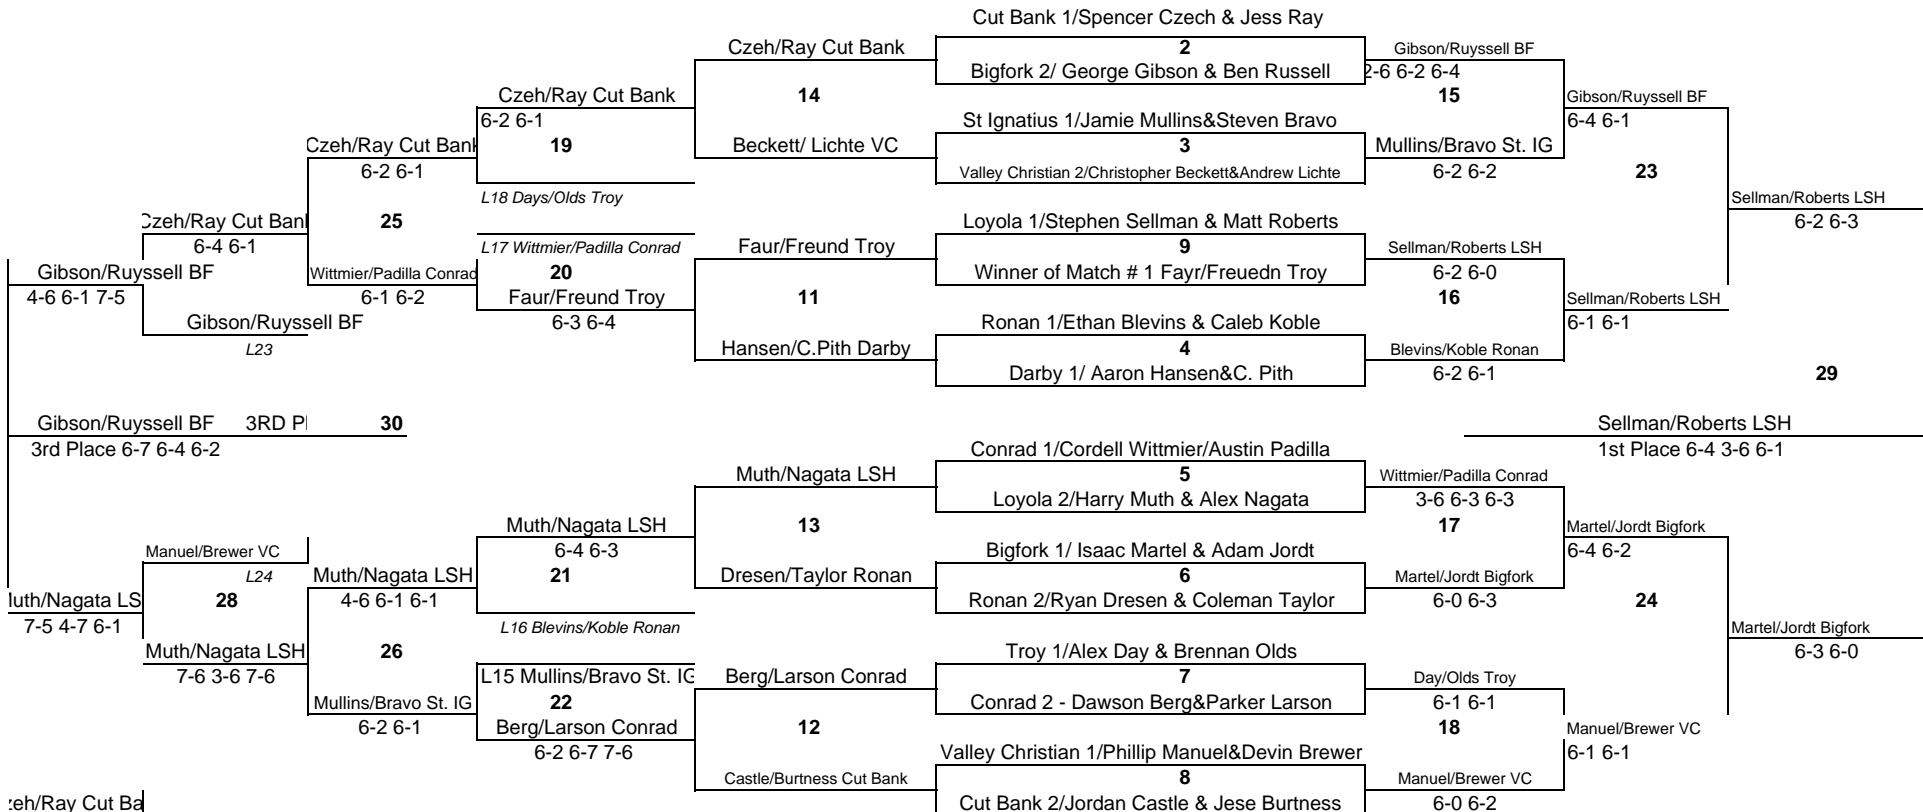 Cut Bank 1/Spencer Czech & Jess Ray
Czeh/Ray Cut Bank
2
Gibson/Ruyssell BF
Bigfork 2/ George Gibson & Ben Russell
2-6 6-2 6-4
Czeh/Ray Cut Bank
14
15
Gibson/Ruyssell BF
6-2 6-1
St Ignatius 1/Jamie Mullins&Steven Bravo
6-4 6-1
Czeh/Ray Cut Bank
19
Beckett/ Lichte VC
3
Mullins/Bravo St. IG
6-2 6-1
Valley Christian 2/Christopher Beckett&Andrew Lichte
6-2 6-2
23
L18 Days/Olds Troy
Sellman/Roberts LSH
Czeh/Ray Cut Bank
25
Loyola 1/Stephen Sellman & Matt Roberts
6-2 6-3
6-4 6-1
L17 Wittmier/Padilla Conrad
Faur/Freund Troy
9
Sellman/Roberts LSH
Gibson/Ruyssell BF
Wittmier/Padilla Conrad
20
Winner of Match # 1 Fayr/Freuedn Troy
6-2 6-0
4-6 6-1 7-5
6-1 6-2
Faur/Freund Troy
11
16
Sellman/Roberts LSH
Gibson/Ruyssell BF
6-3 6-4
Ronan 1/Ethan Blevins & Caleb Koble
6-1 6-1
L23
Hansen/C.Pith Darby
4
Blevins/Koble Ronan
Darby 1/ Aaron Hansen&C. Pith
6-2 6-1
29
Gibson/Ruyssell BF
3RD Pl
30
Sellman/Roberts LSH
3rd Place 6-7 6-4 6-2
Conrad 1/Cordell Wittmier/Austin Padilla
1st Place 6-4 3-6 6-1
Muth/Nagata LSH
5
Wittmier/Padilla Conrad
Loyola 2/Harry Muth & Alex Nagata
3-6 6-3 6-3
Muth/Nagata LSH
13
17
Martel/Jordt Bigfork
Manuel/Brewer VC
6-4 6-3
Bigfork 1/ Isaac Martel & Adam Jordt
6-4 6-2
L24
Muth/Nagata LSH
21
Dresen/Taylor Ronan
6
Martel/Jordt Bigfork
Muth/Nagata LS
28
4-6 6-1 6-1
Ronan 2/Ryan Dresen & Coleman Taylor
6-0 6-3
24
7-5 4-7 6-1
L16 Blevins/Koble Ronan
Martel/Jordt Bigfork
Muth/Nagata LSH
26
Troy 1/Alex Day & Brennan Olds
6-3 6-0
7-6 3-6 7-6
L15 Mullins/Bravo St. IG
Berg/Larson Conrad
7
Day/Olds Troy
Mullins/Bravo St. IG
22
Conrad 2 - Dawson Berg&Parker Larson
6-1 6-1
6-2 6-1
Berg/Larson Conrad
12
18
Manuel/Brewer VC
6-2 6-7 7-6
Valley Christian 1/Phillip Manuel&Devin Brewer
6-1 6-1
Castle/Burtness Cut Bank
8
Manuel/Brewer VC
zeh/Ray Cut Ba
Cut Bank 2/Jordan Castle & Jese Burtness
6-0 6-2